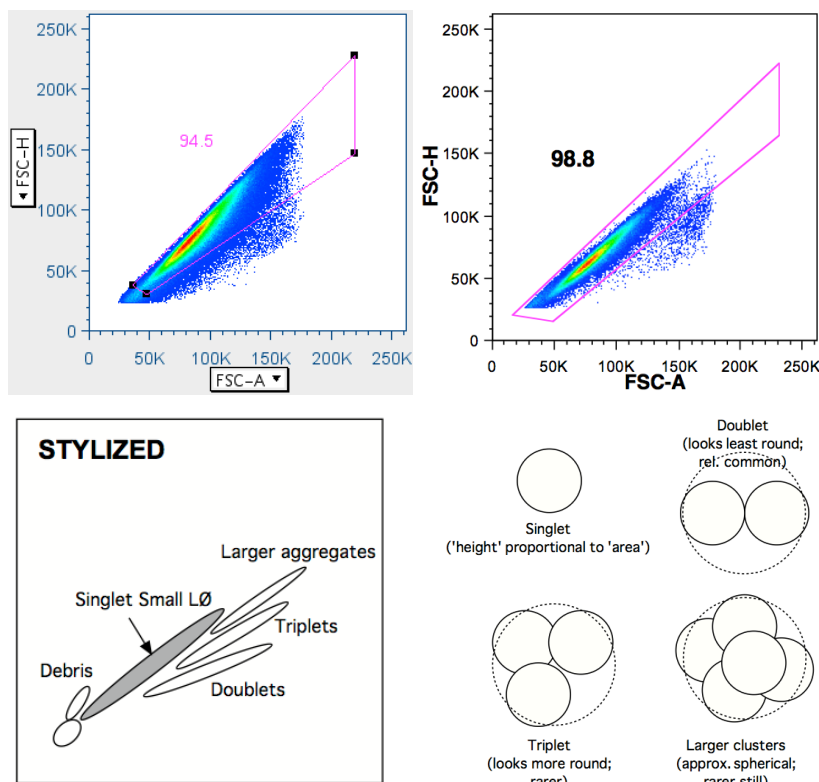 250K
200K
150K
100K
50K
0
◀ FSC-H
94.5
0 50K 100K 150K 200K 250K
FSC-A ▼
250K
200K
150K
100K
50K
0
FSC-H
98.8
0 50K 100K 150K 200K 250K
FSC-A
STYLIZED
Larger aggregates
Singlet Small LØ
Triplets
Debris
Doublets
Singlet
('height' proportional to 'area')
Doublet
(looks least round;
rel. common)
Triplet
(looks more round;
rarer)
Larger clusters
(approx. spherical;
rarer still)